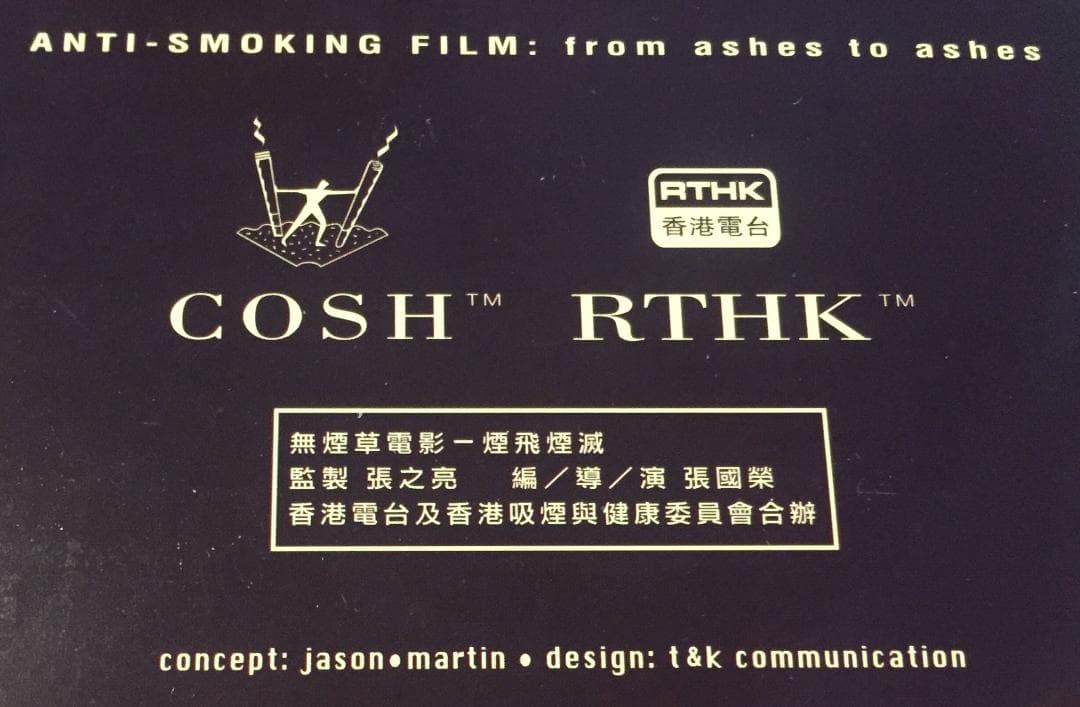 ANTI-SMOKING FILM: from ashes to ashes
RTHK
香港電台
COSH™
RTHK™
無煙草電影－煙飛煙滅
監製 張之亮 編／導／演 張國榮
香港電台及香港吸煙與健康委員會合辦
concept: jason•martin • design: t&k communication